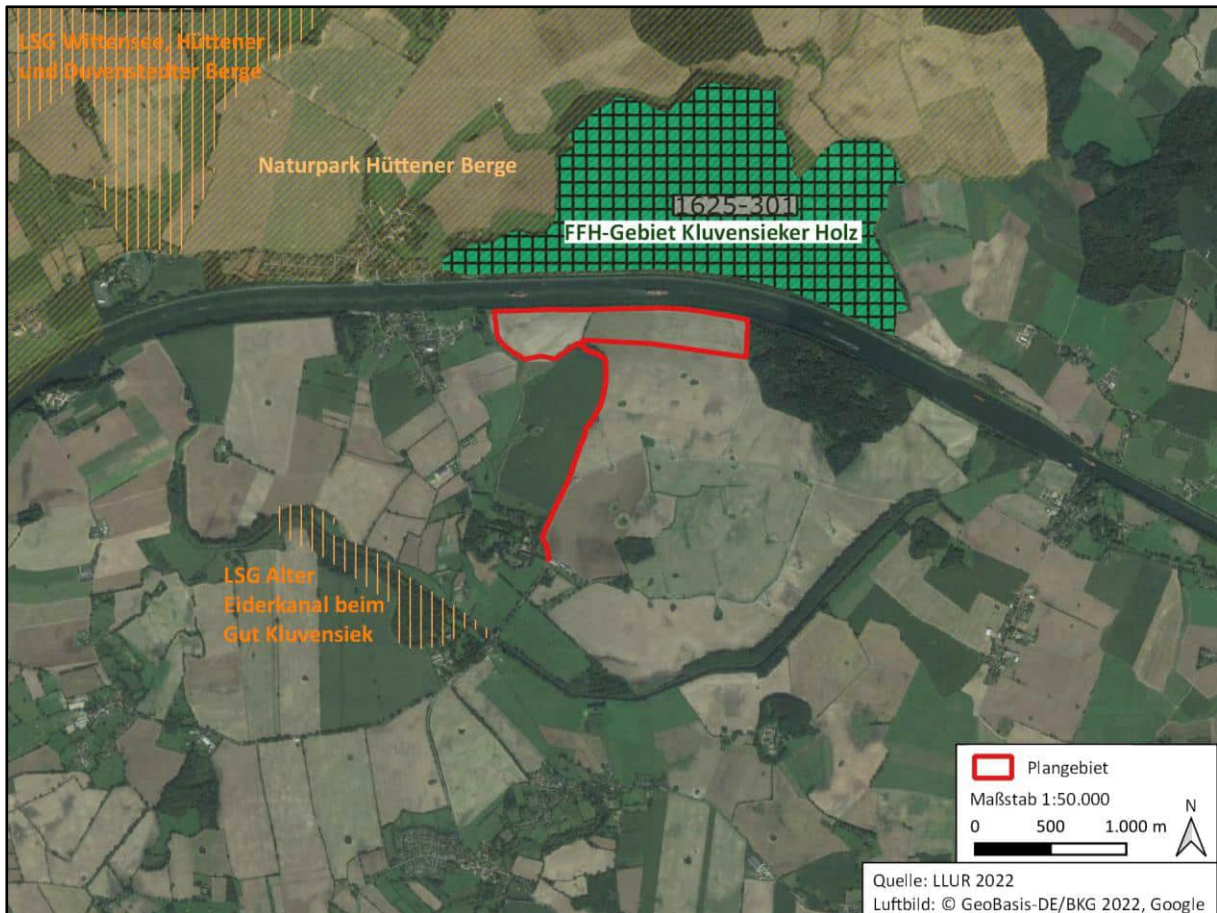 LSG Wittensee, Hüttener
und Duvenstedter Berge
Naturpark Hüttener Berge
1625-301
FFH-Gebiet Kluvensieker Holz
LSG Alter
Eiderkanal beim
Gut Kluvensiek
Plangebiet
Maßstab 1:50.000
N
0 500 1.000 m
Quelle: LLUR 2022
Luftbild: © GeoBasis-DE/BKG 2022, Google